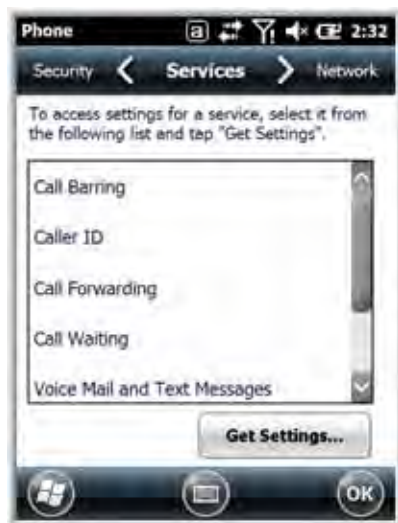 Phone a 2:32
Security Services Network
To access settings for a service, select it from
the following list and tap "Get Settings".
Call Barring
Caller ID
Call Forwarding
Call Waiting
Voice Mail and Text Messages
Get Settings...
OK